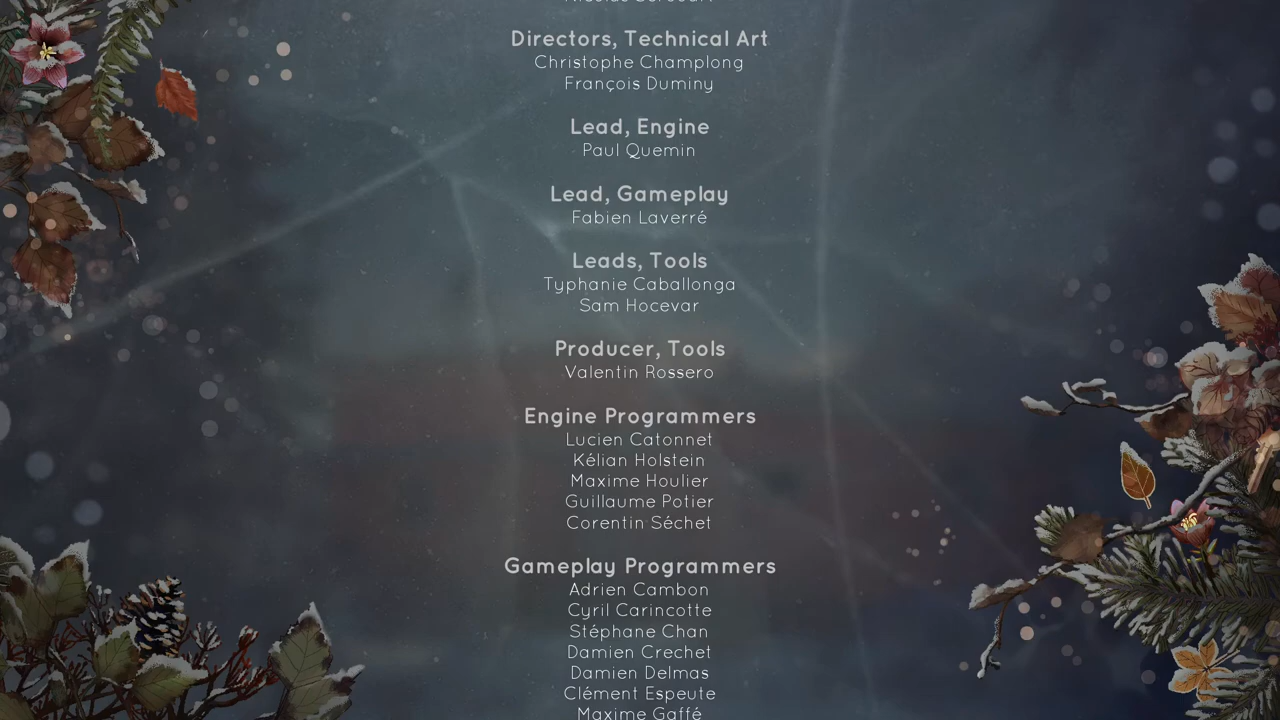 Directors, Technical Art
Christophe Champlong
François Duminy
Lead, Engine
Paul Quemin
Lead, Gameplay
Fabien Laverré
Leads, Tools
Typhanie Caballonga
Sam Hocevar
Producer, Tools
Valentin Rossero
Engine Programmers
Lucien Catonnet
Kélian Holstein
Maxime Houlier
Guillaume Potier
Corentin Séchet
Gameplay Programmers
Adrien Cambon
Cyril Carincotte
Stéphane Chan
Damien Crechet
Damien Delmas
Clément Espeute
Maxime Gaffé